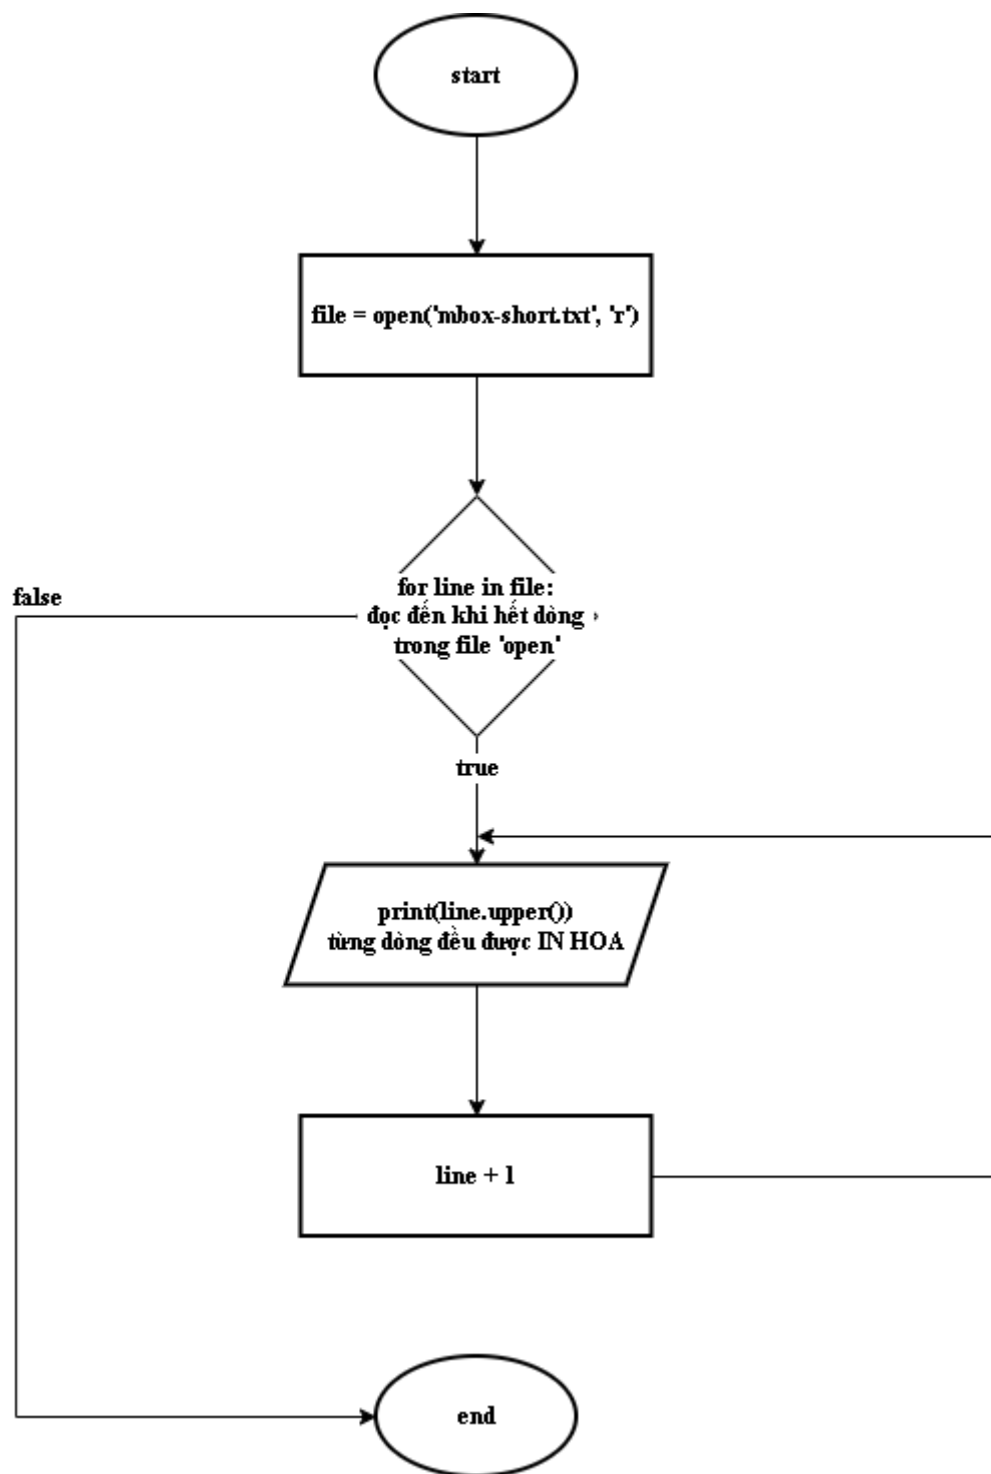 start
file = open('mbox-short.txt', 'r')
for line in file:
đọc đến khi hết dòng
trong file 'open'
false
true
print(line.upper())
từng dòng đều được IN HOA
line + 1
end